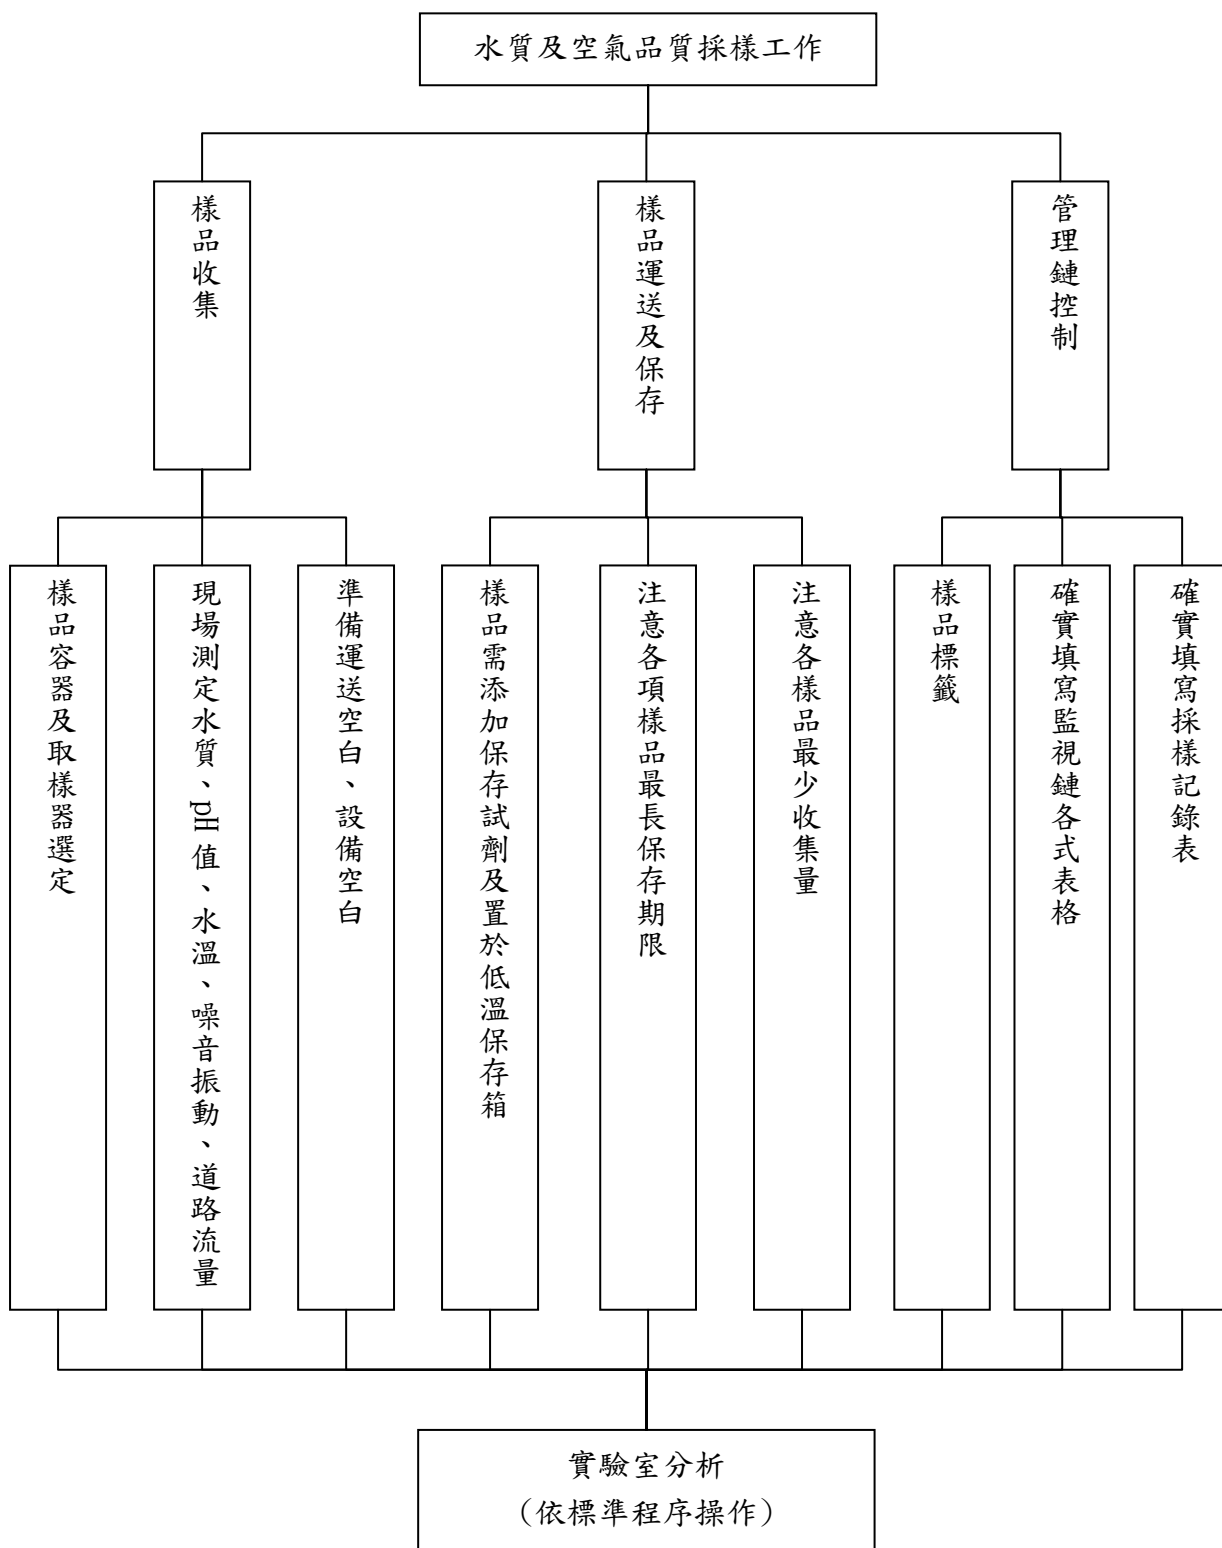 水質及空氣品質採樣工作
樣品收集
樣品運送及保存
管理鏈控制
樣品容器及取樣器選定
現場測定水質、pH值、水溫、噪音振動、道路流量
準備運送空白、設備空白
樣品需添加保存試劑及置於低溫保存箱
注意各項樣品最長保存期限
注意各樣品最少收集量
樣品標籤
確實填寫監視鏈各式表格
確實填寫採樣記錄表
實驗室分析
（依標準程序操作）